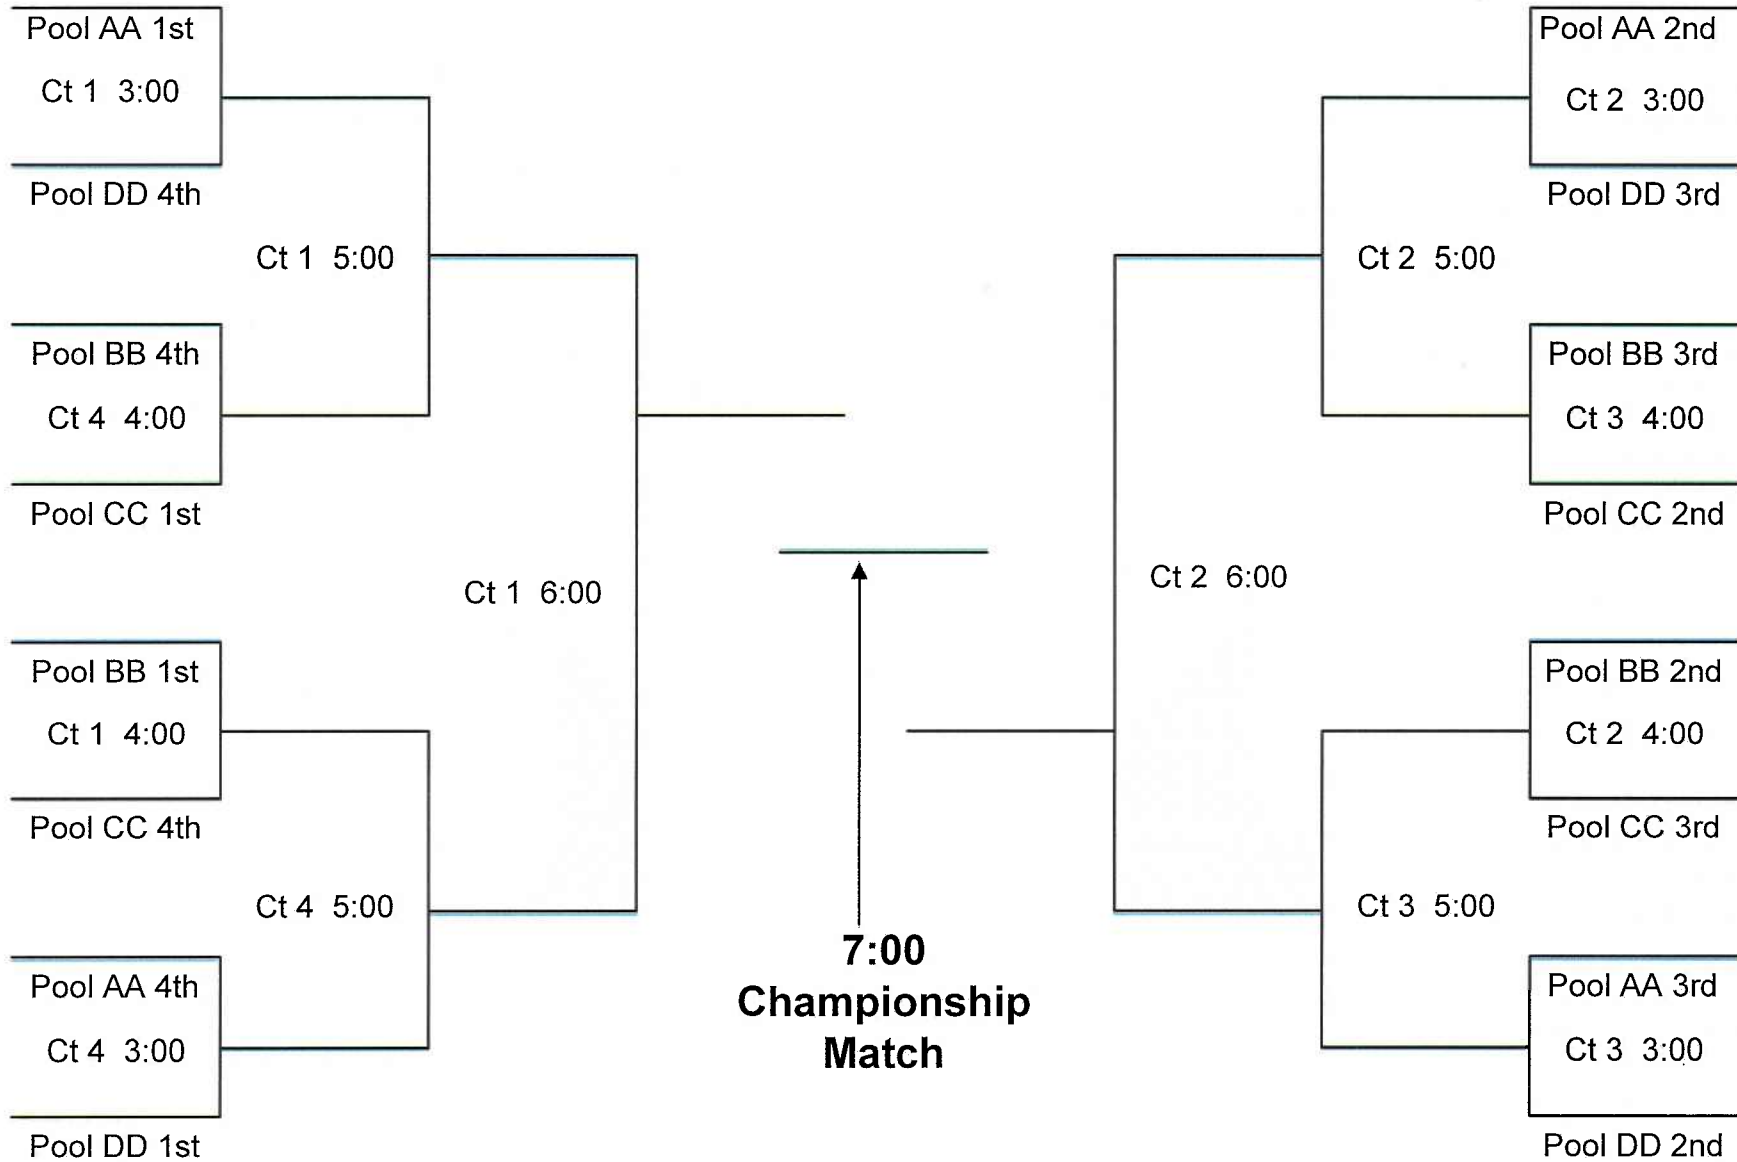 Pool AA 1st
Ct 1 3:00
Pool DD 4th
Ct 1 5:00
Pool BB 4th
Ct 4 4:00
Pool CC 1st
Ct 1 6:00
Pool BB 1st
Ct 1 4:00
Pool CC 4th
Ct 4 5:00
Pool AA 4th
Ct 4 3:00
Pool DD 1st
7:00
Championship
Match
Pool AA 2nd
Ct 2 3:00
Pool DD 3rd
Ct 2 5:00
Pool BB 3rd
Ct 3 4:00
Pool CC 2nd
Ct 2 6:00
Pool BB 2nd
Ct 2 4:00
Pool CC 3rd
Ct 3 5:00
Pool AA 3rd
Ct 3 3:00
Pool DD 2nd